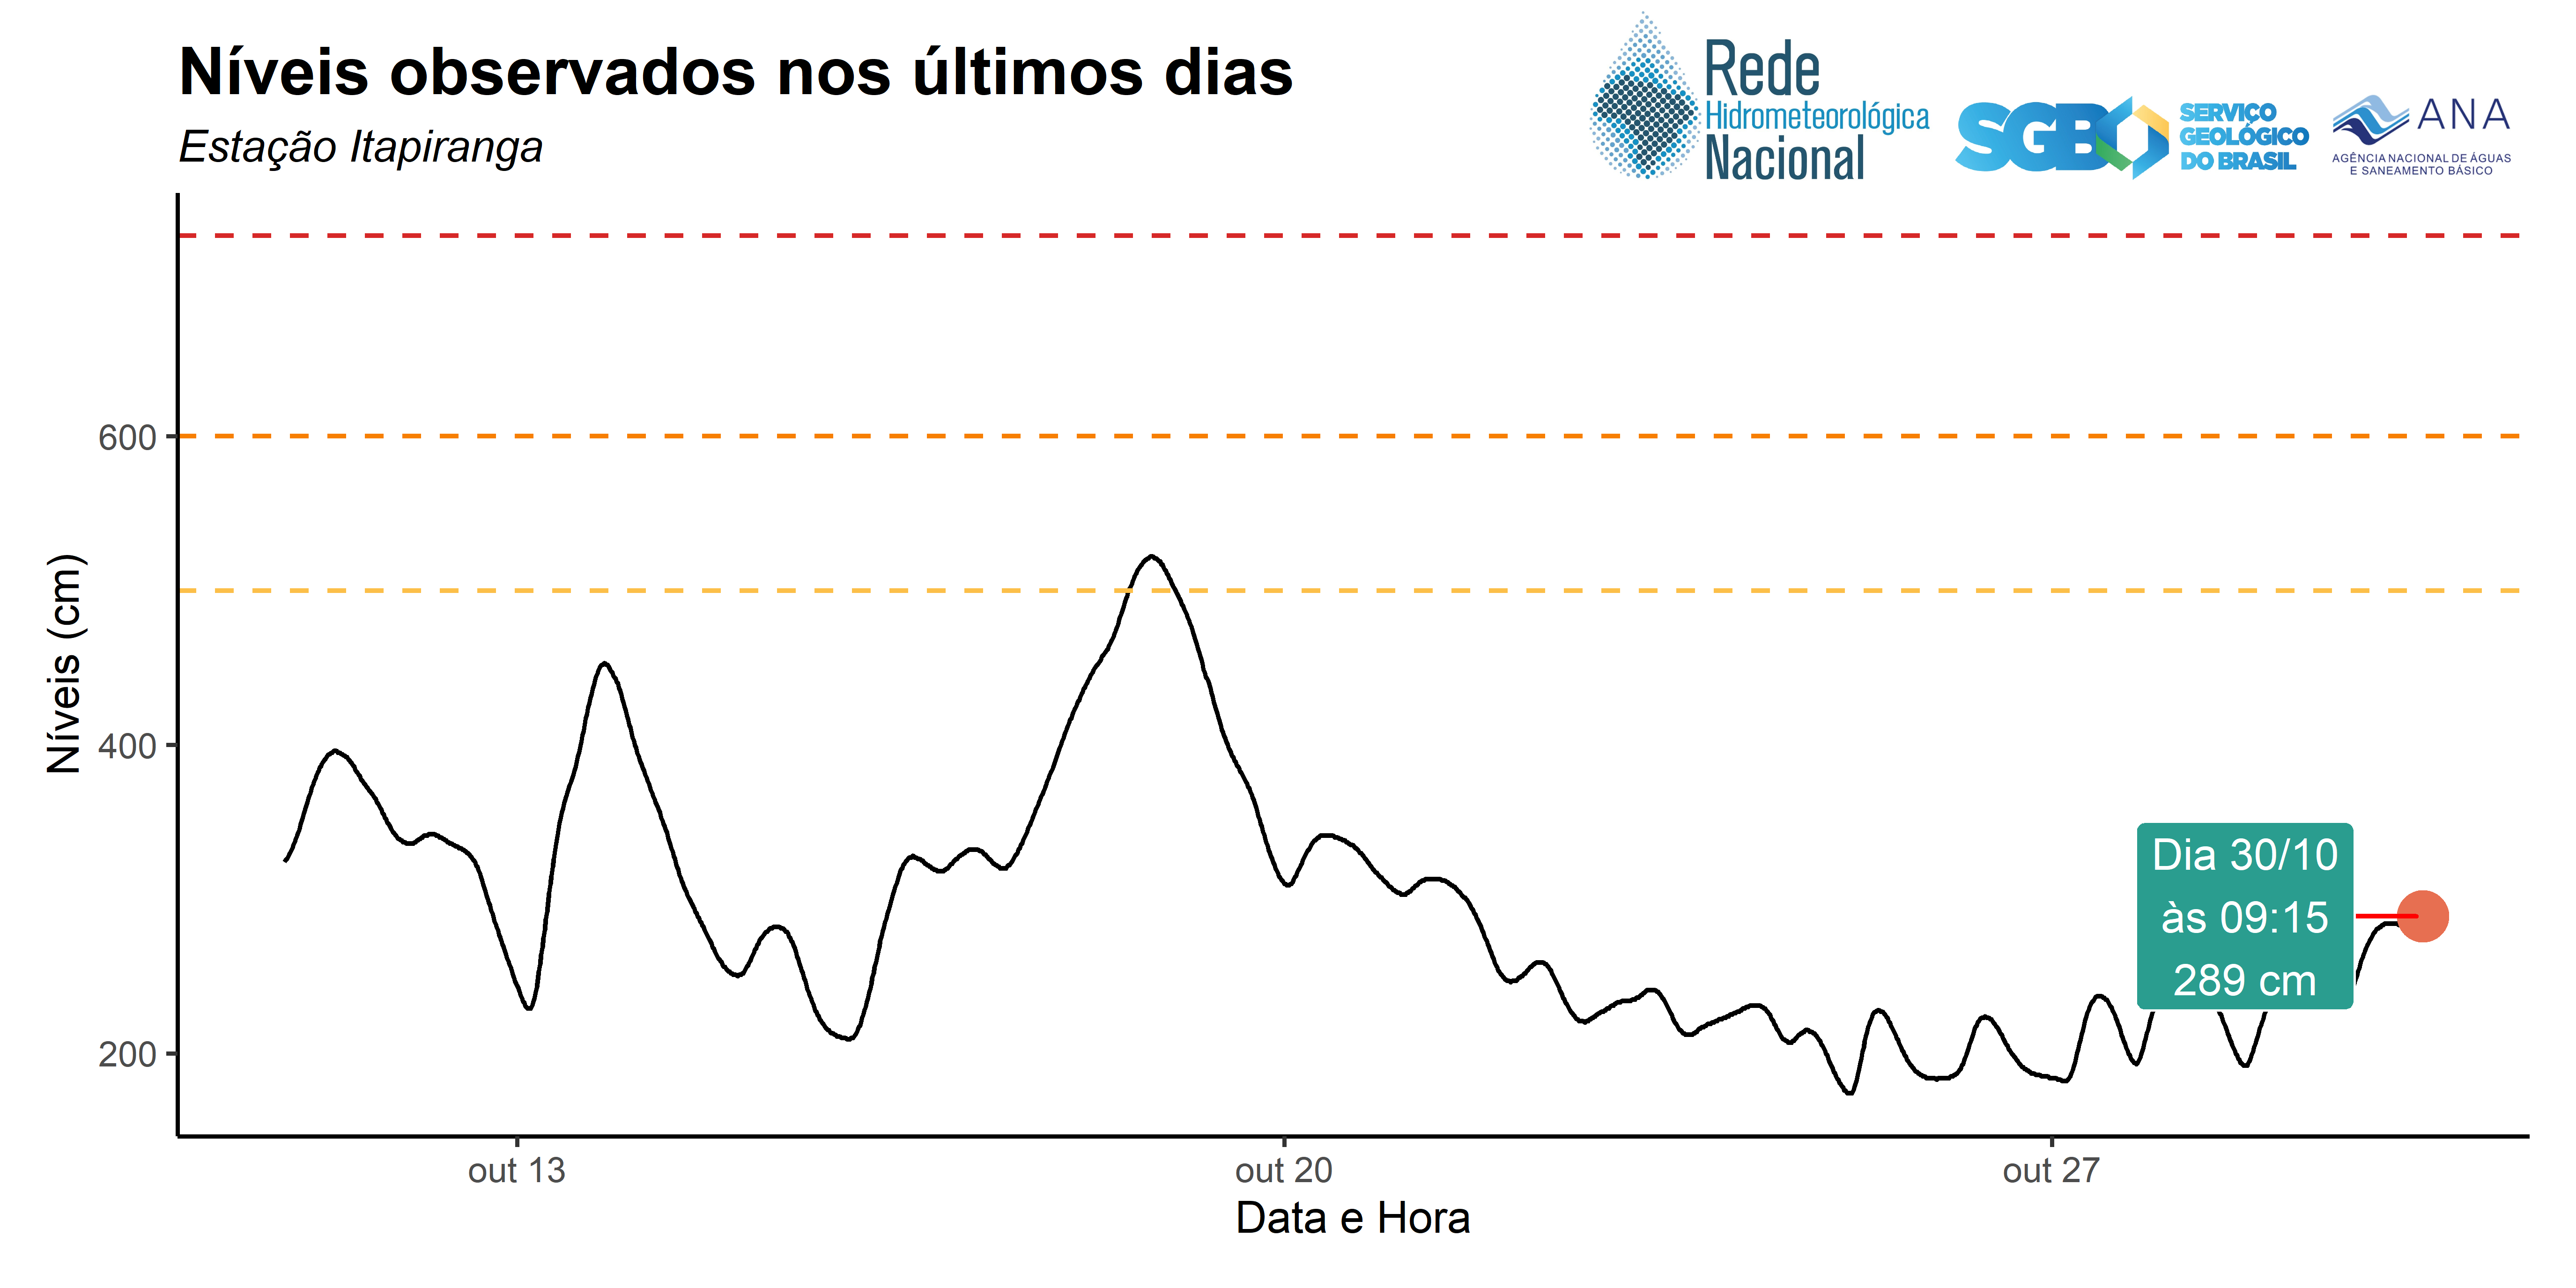 Níveis observados nos últimos dias
Estação Itapiranga
Rede
Hidrometeorológica
Nacional
SGB
SERVIÇO
GEOLÓGICO
DO BRASIL
ANA
AGÊNCIA NACIONAL DE ÁGUAS
E SANEAMENTO BÁSICO
Níveis (cm)
600
400
200
Dia 30/10
às 09:15
289 cm
out 13
out 20
out 27
Data e Hora